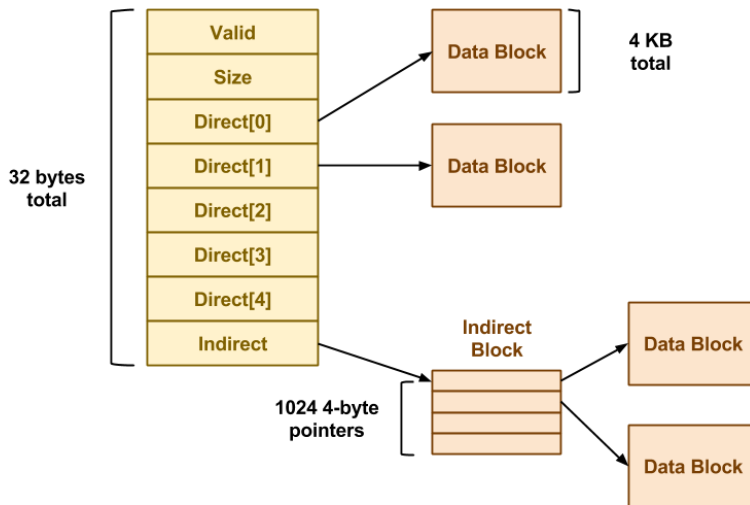 Valid
Size
Direct[0]
Direct[1]
Direct[2]
Direct[3]
Direct[4]
Indirect
32 bytes
total
Data Block
4 KB
total
Data Block
Indirect
Block
1024 4-byte
pointers
Data Block
Data Block